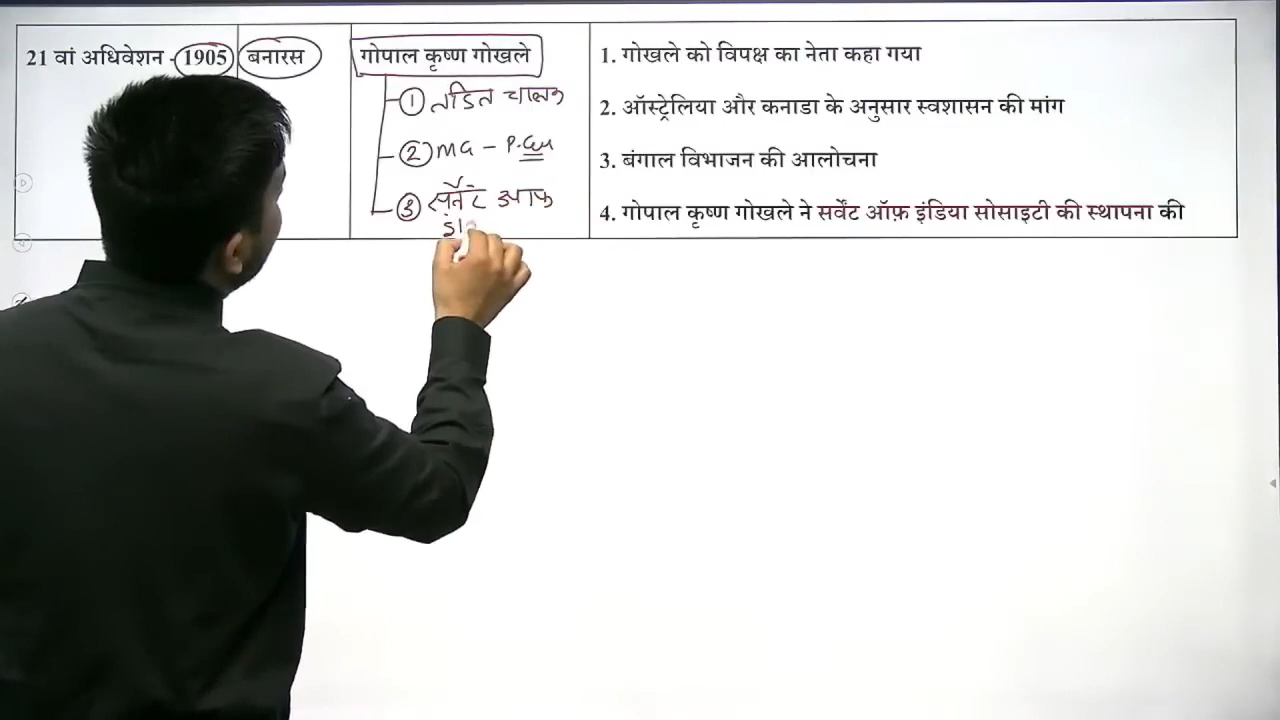 21 वां अधिवेशन - 1905
बनारस
गोपाल कृष्ण गोखले
① तडित चालक
② MG - P.Gu
③ सर्वेंट आफ
1. गोखले को विपक्ष का नेता कहा गया
2. ऑस्ट्रेलिया और कनाडा के अनुसार स्वशासन की मांग
3. बंगाल विभाजन की आलोचना
4. गोपाल कृष्ण गोखले ने सर्वेंट ऑफ़ इंडिया सोसाइटी की स्थापना की